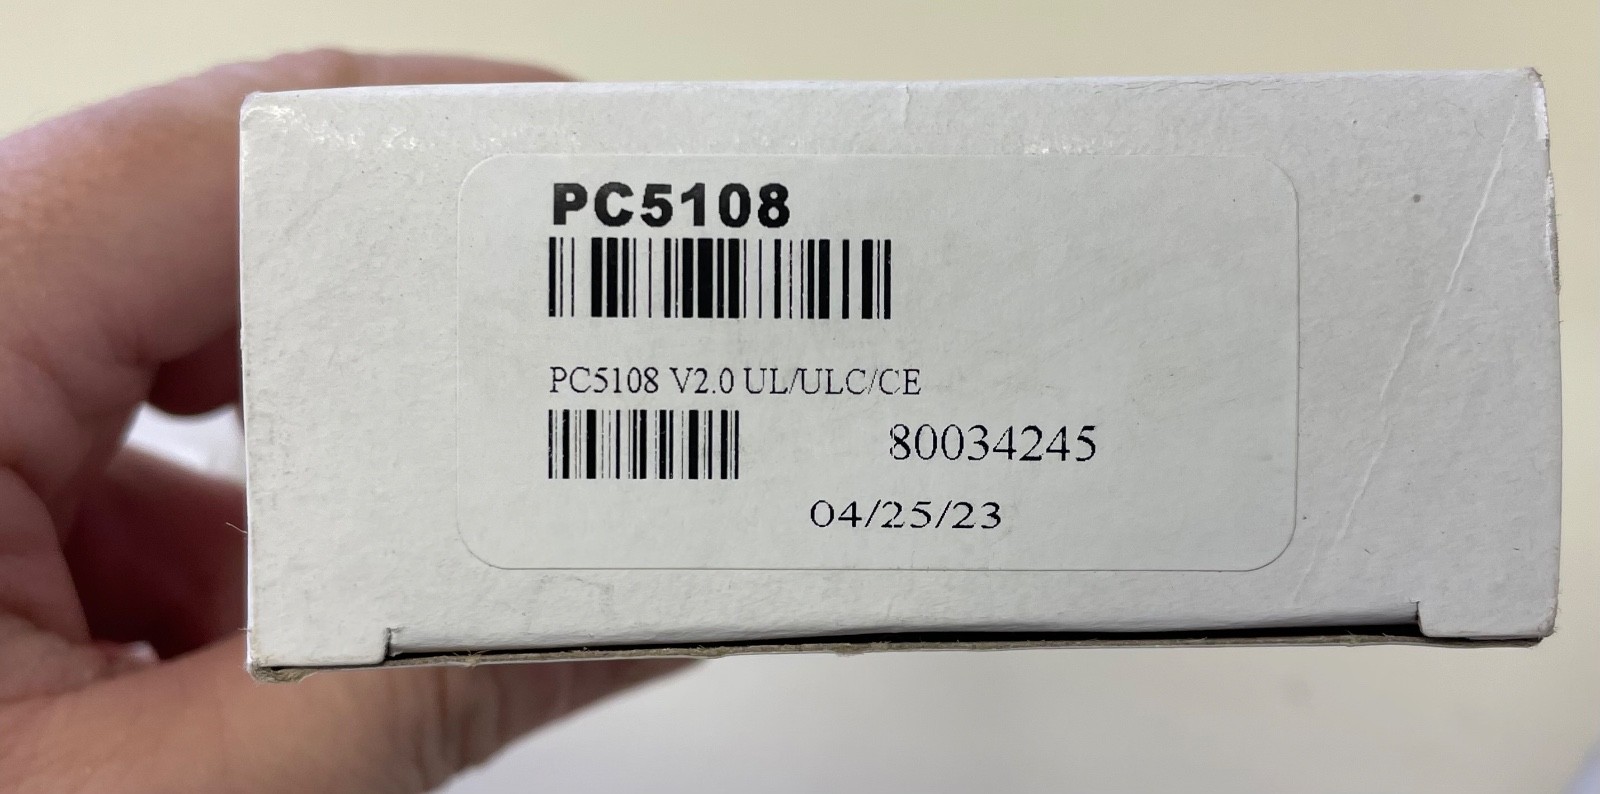 PC5108
PC5108 V2.0 UL/ULC/CE
80034245
04/25/23